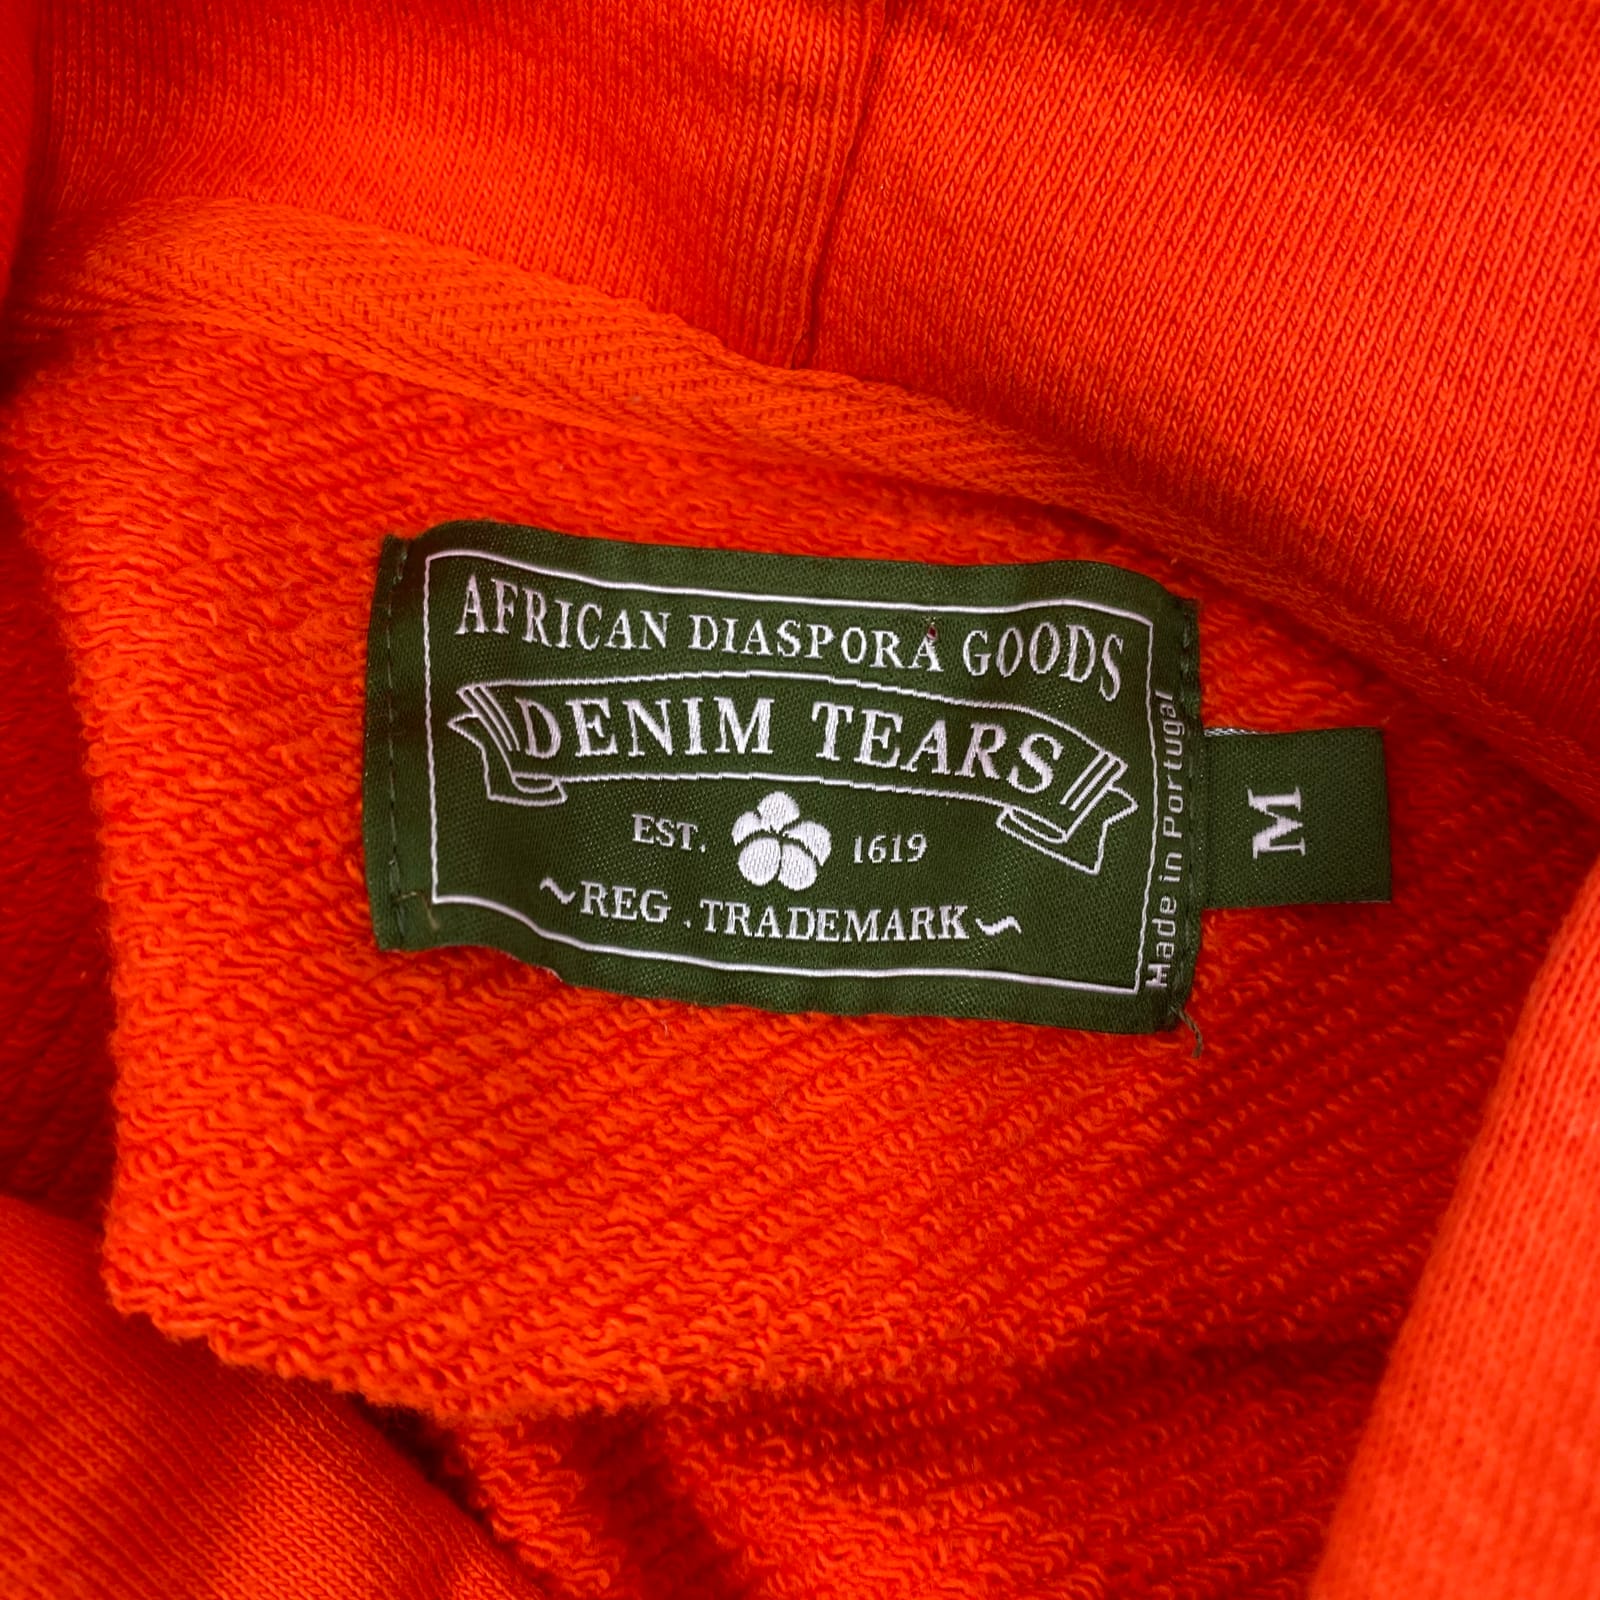 AFRICAN DIASPORA GOODS
DENIM TEARS
EST. 1619
~REG .TRADEMARK~
Made in Portugal
M